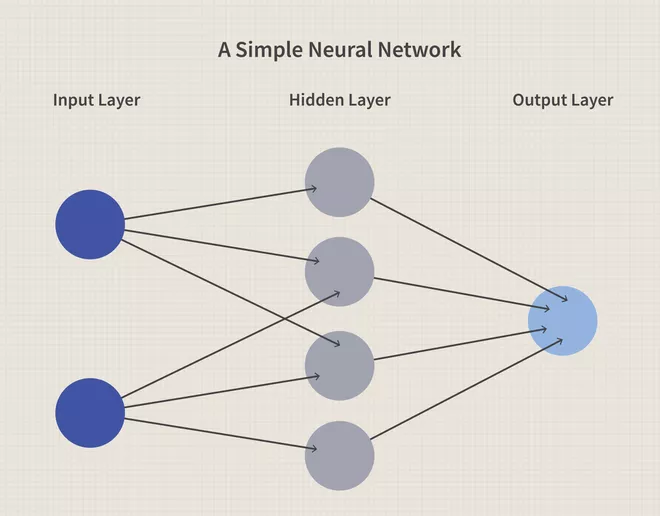 A Simple Neural Network
Input Layer
Hidden Layer
Output Layer